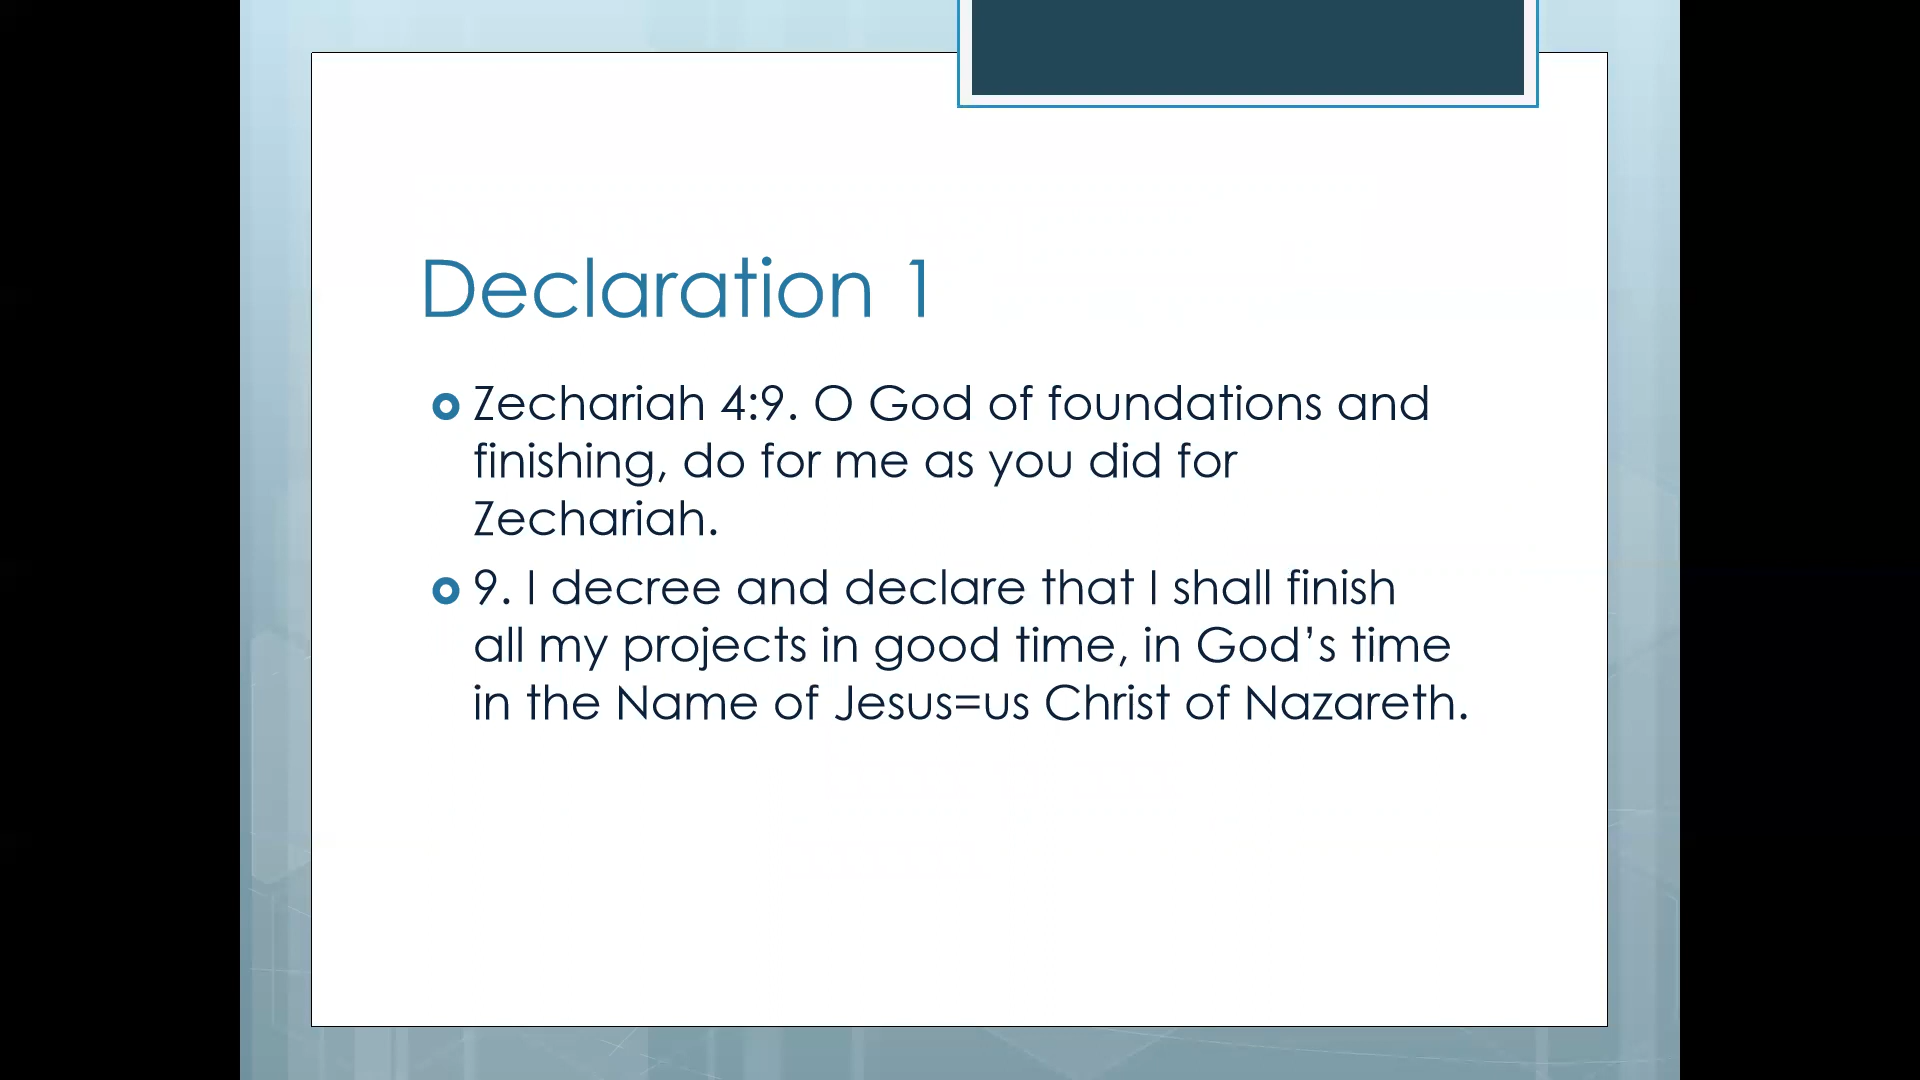 Declaration 1
Zechariah 4:9. O God of foundations and
finishing, do for me as you did for
Zechariah.
9. I decree and declare that I shall finish
all my projects in good time, in God’s time
in the Name of Jesus=us Christ of Nazareth.